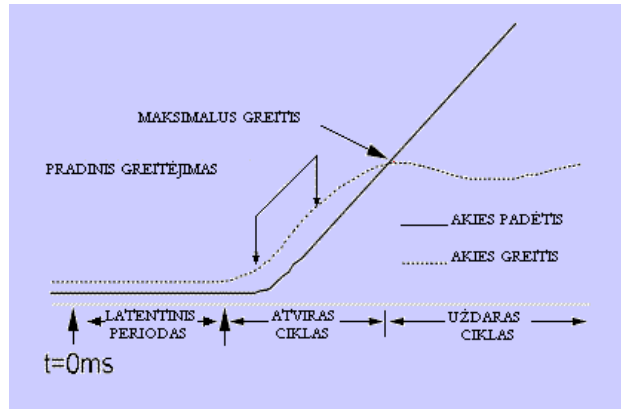 MAKSIMALUS GREITIS
PRADINIS GREITĖJIMAS
AKIES PADĖTIS
AKIES GREITIS
LATENTINIS
PERIODAS
ATVIRAS
CIKLAS
UŽDARAS
CIKLAS
t=0ms